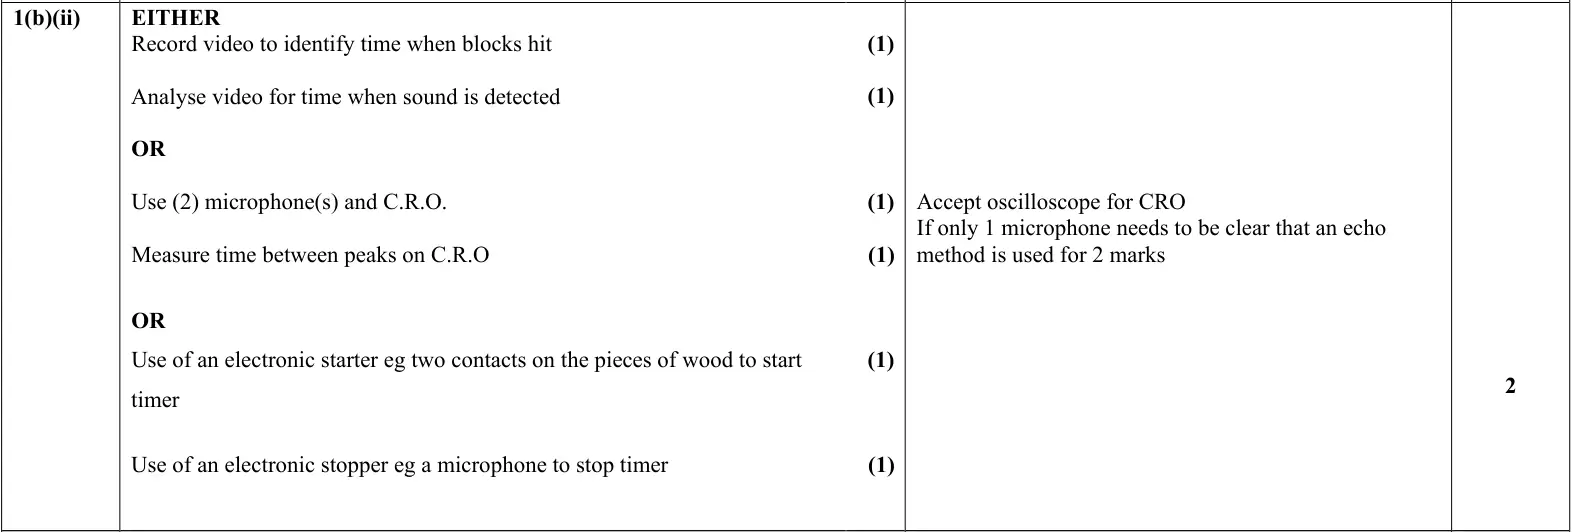 1(b)(ii) EITHER
Record video to identify time when blocks hit (1)
Analyse video for time when sound is detected (1)
OR
Use (2) microphone(s) and C.R.O. (1) Accept oscilloscope for CRO
If only 1 microphone needs to be clear that an echo
Measure time between peaks on C.R.O (1) method is used for 2 marks
OR
Use of an electronic starter eg two contacts on the pieces of wood to start (1)
2
timer
Use of an electronic stopper eg a microphone to stop timer (1)